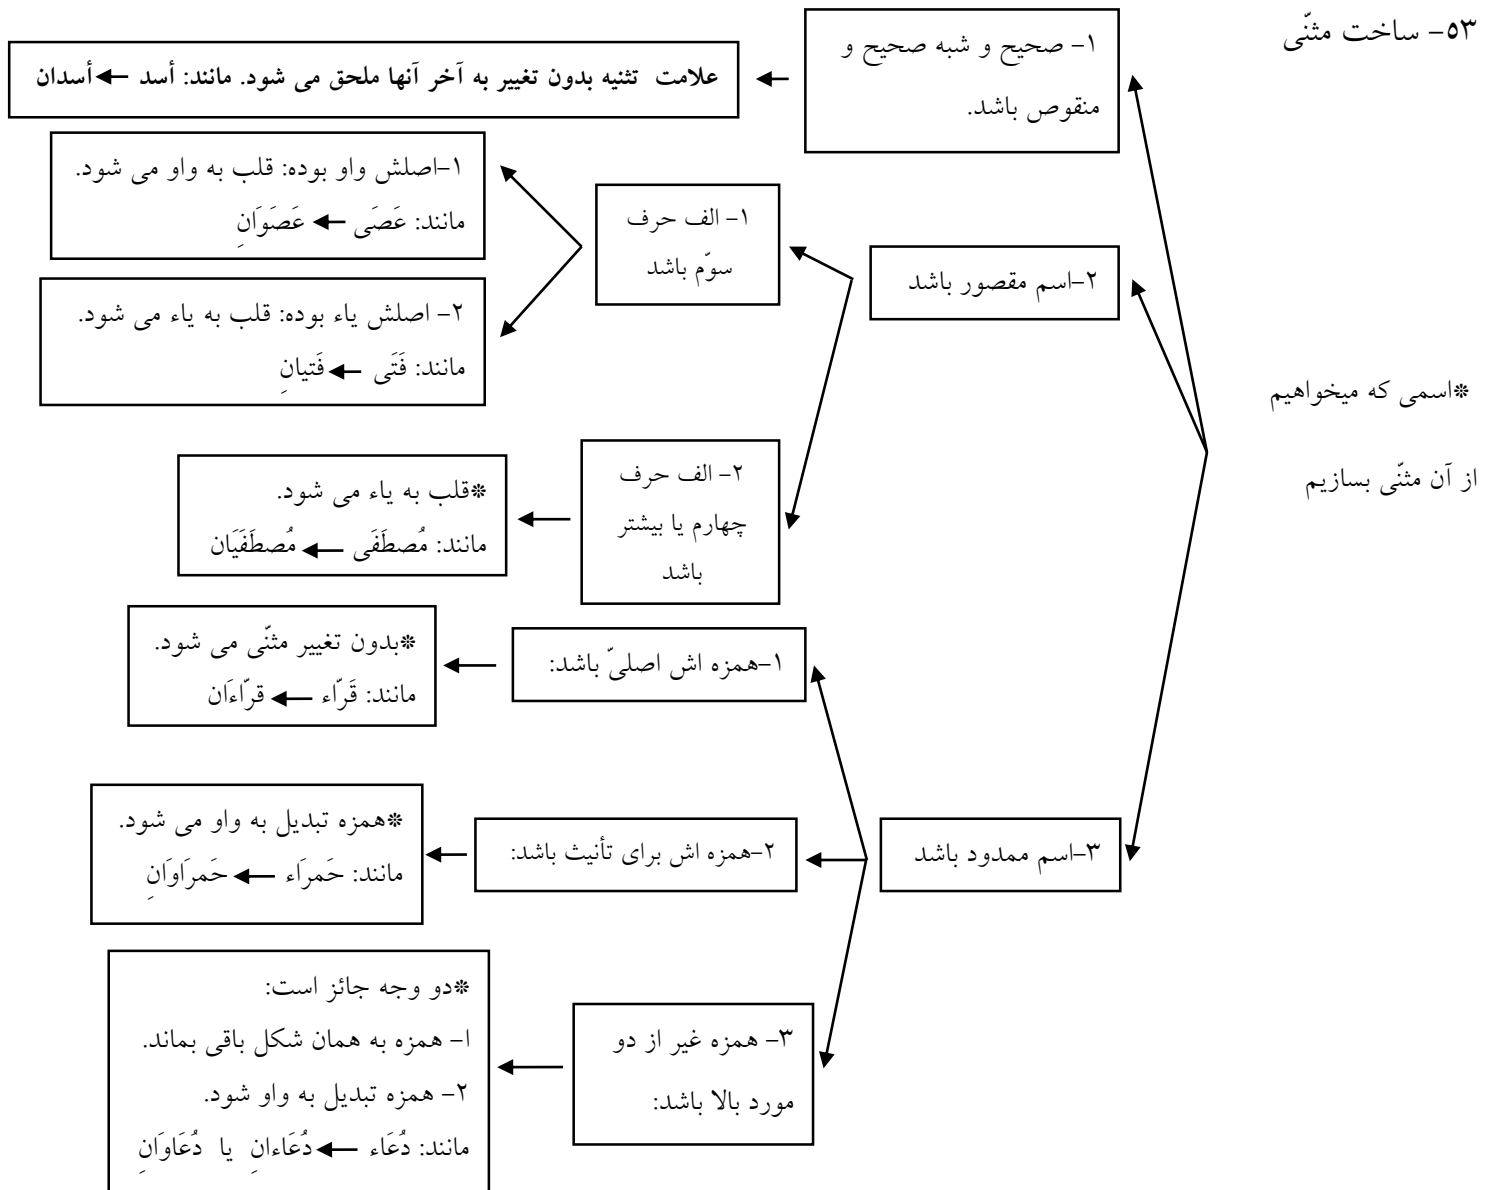 ۵۳- ساخت مثنّی
*اسمی که میخواهیم
از آن مثنّی بسازیم
۱- صحیح و شبه صحیح و
منقوص باشد.
علامت تثنیه بدون تغییر به آخر آنها ملحق می شود. مانند: أسد ← أسدان
۲-اسم مقصور باشد
۱- الف حرف
سوّم باشد
۱-اصلش واو بوده: قلب به واو می شود.
مانند: عَصَی ← عَصَوَانِ
۲- اصلش یاء بوده: قلب به یاء می شود.
مانند: فَتَی ← فَتیانِ
۲- الف حرف
چهارم یا بیشتر
باشد
*قلب به یاء می شود.
مانند: مُصطَفَی ← مُصطَفَیَان
۳-اسم ممدود باشد
۱-همزه اش اصلیّ باشد:
*بدون تغییر مثنّی می شود.
مانند: قَرّاء ← قرّاءَان
۲-همزه اش برای تأنیث باشد:
*همزه تبدیل به واو می شود.
مانند: حَمرَاء ← حَمرَاوَانِ
۳- همزه غیر از دو
مورد بالا باشد:
*دو وجه جائز است:
ا- همزه به همان شکل باقی بماند.
۲- همزه تبدیل به واو شود.
مانند: دُعَاء ← دُعَاءانِ یا دُعَاوَانِ